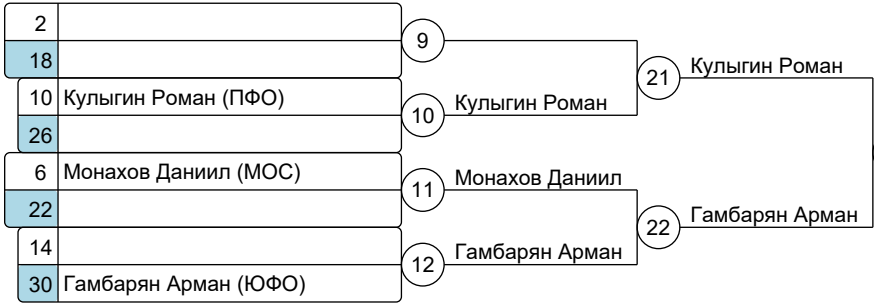 2
9
18
21 Кулыгин Роман
10 Кулыгин Роман (ПФО)
10 Кулыгин Роман
26
6 Монахов Даниил (МОС)
11 Монахов Даниил
22
22 Гамбарян Арман
14
12 Гамбарян Арман
30 Гамбарян Арман (ЮФО)